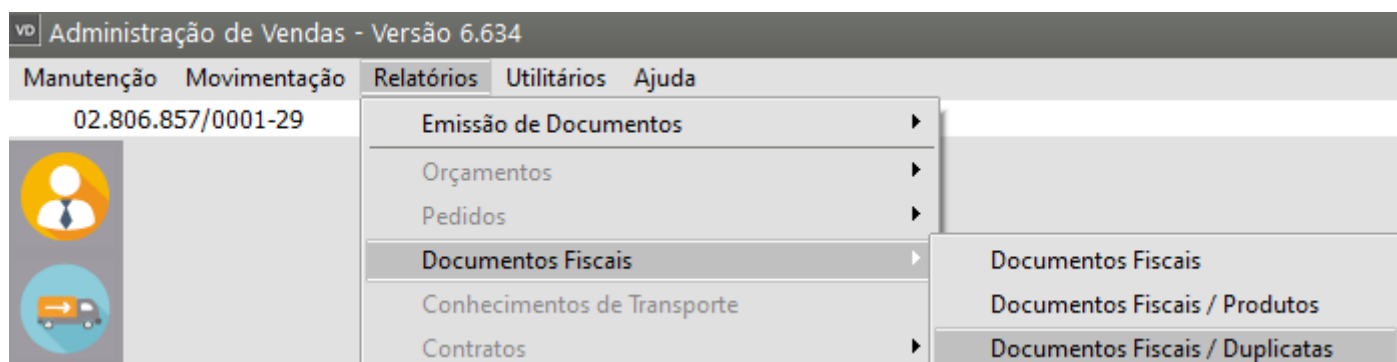 VD Administração de Vendas - Versão 6.634
Manutenção Movimentação Relatórios Utilitários Ajuda
02.806.857/0001-29
Emissão de Documentos
Orçamentos
Pedidos
Documentos Fiscais
Documentos Fiscais
Conhecimentos de Transporte
Documentos Fiscais / Produtos
Contratos
Documentos Fiscais / Duplicatas